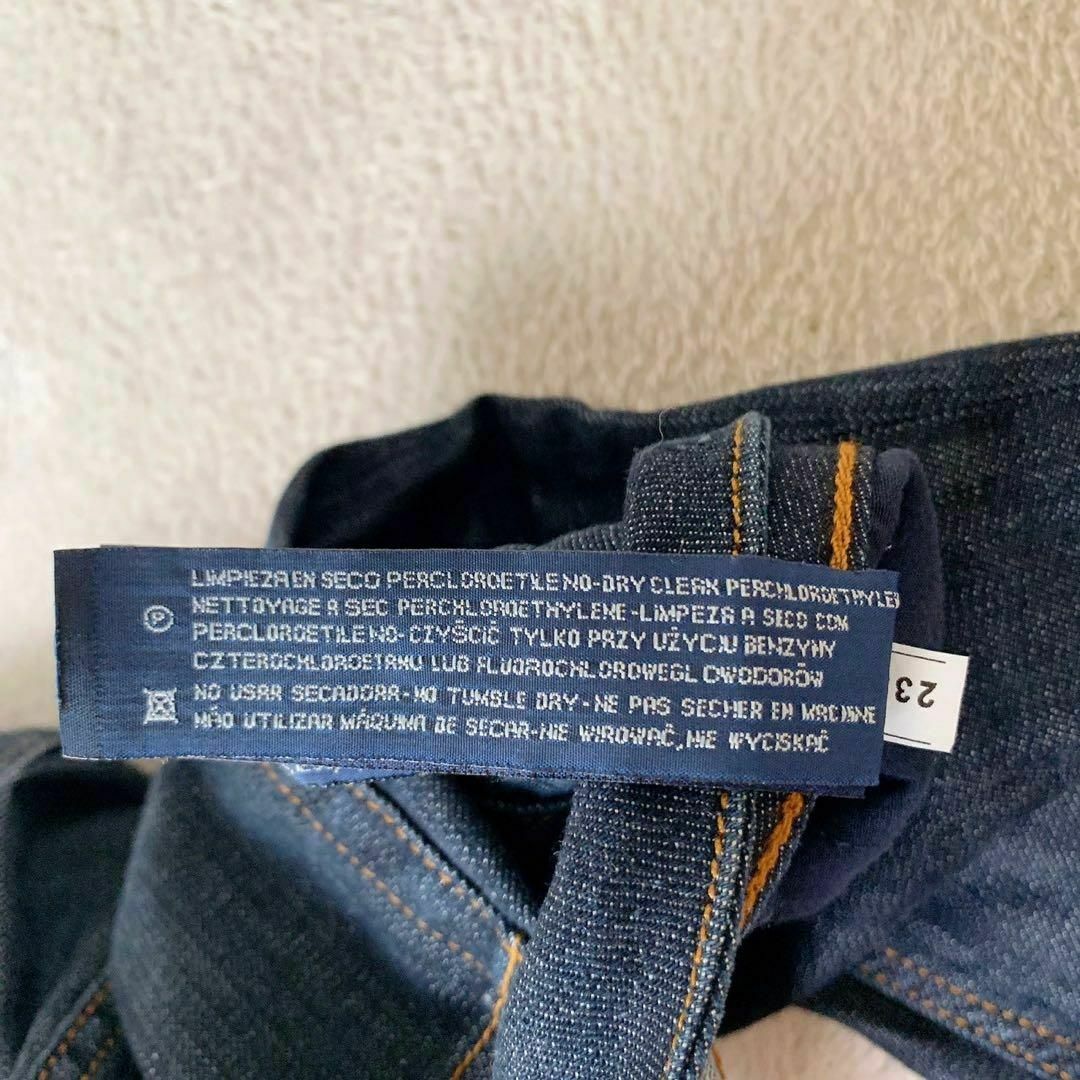 LIMPIEZA EN SECO PERCLOROETILENO-DRY CLEAN PERCHLOROETHYLEN
NETTOYAGE A SEC PERCHLOROETHYLENE-LIMPEZA A SECO COM
PERCLOROETILENO-CZYŚCIĆ TYLKO PRZY UŻYCIU BENZYNY
CZTEROCHLOROETANU LUB FLUOROCHLOROWEGLOWODORÓW
P
NO USAR SECADORA-NO TUMBLE DRY-NE PAS SECHER EN MACHINE
NÃO UTILIZAR MÁQUINA DE SECAR-NIE WIROWAĆ, NIE WYCISKAĆ
23